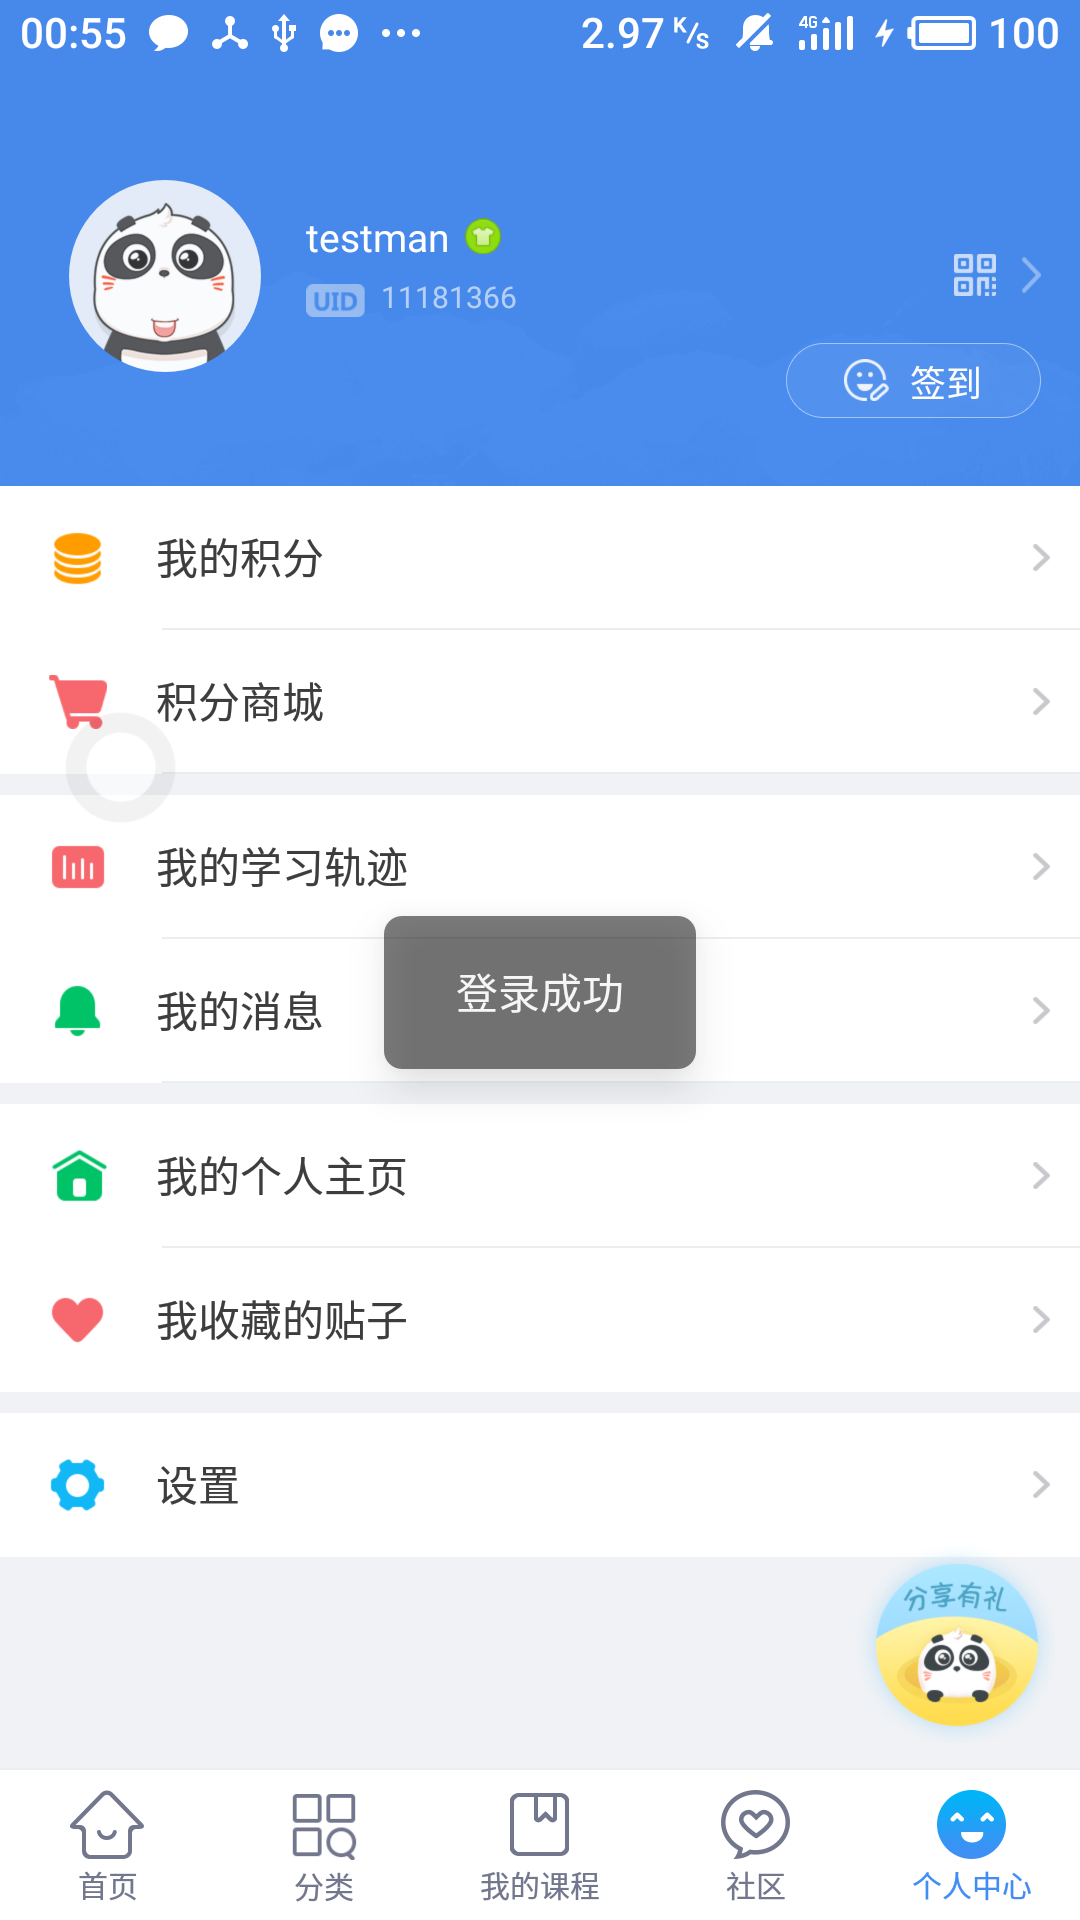 00:55 2.97 K/s 4G 100
testman
UID 11181366
签到
我的积分
积分商城
我的学习轨迹
我的消息
登录成功
我的个人主页
我收藏的贴子
设置
分享有礼
首页 分类 我的课程 社区 个人中心